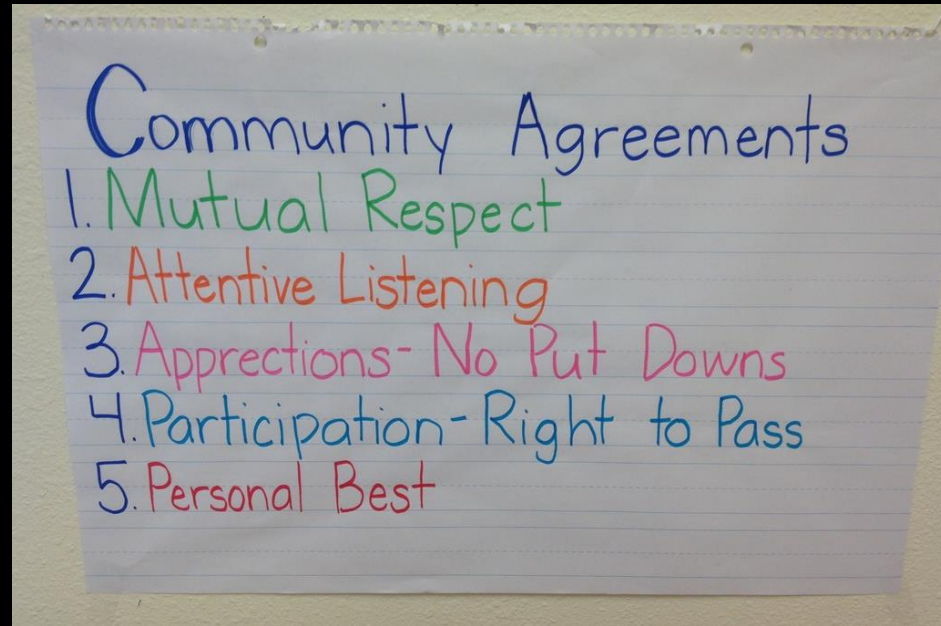 Community Agreements
1. Mutual Respect
2. Attentive Listening
3. Apprections- No Put Downs
4. Participation- Right to Pass
5. Personal Best